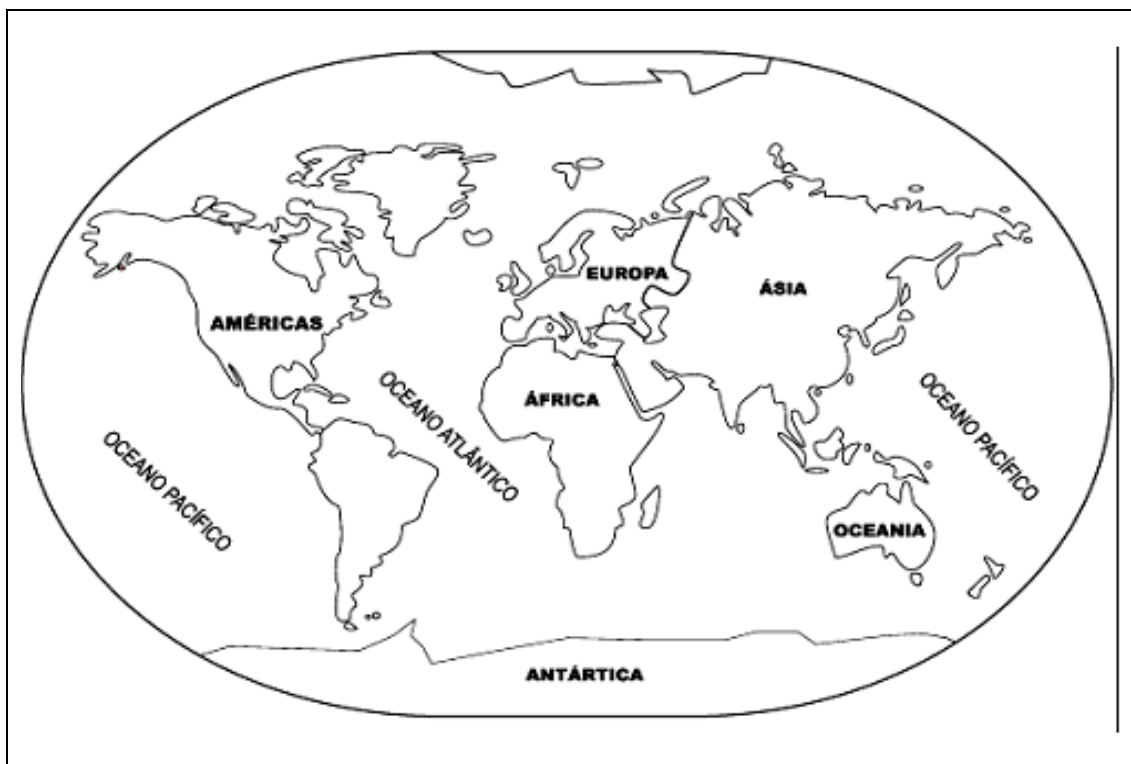 EUROPA
ÁSIA
AMÉRICAS
ÁFRICA
OCEANO ATLÂNTICO
OCEANO PACÍFICO
OCEANO PACÍFICO
OCEANIA
ANTÁRTICA